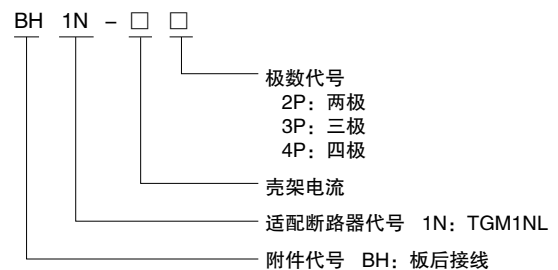 BH 1N - □ □
极数代号
2P：两极
3P：三极
4P：四极
壳架电流
适配断路器代号 1N：TGM1NL
附件代号 BH：板后接线